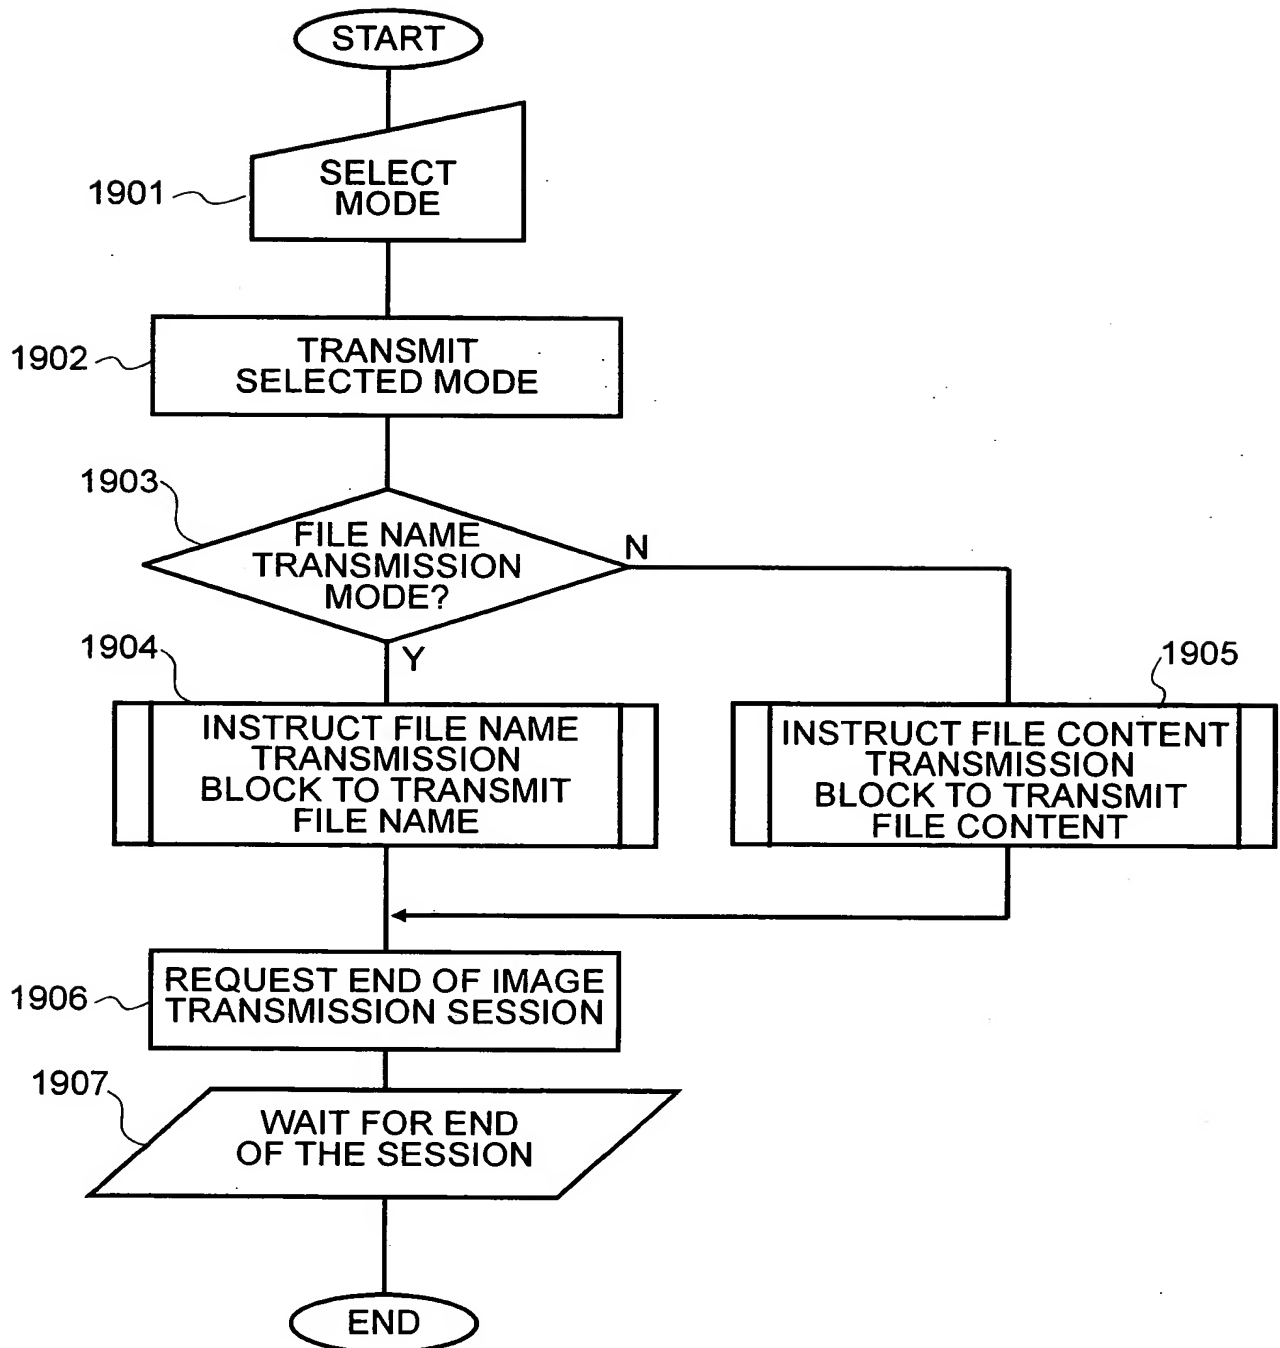 START
1901
SELECT
MODE
1902
TRANSMIT
SELECTED MODE
1903
FILE NAME
TRANSMISSION
MODE?
N
Y
1904
INSTRUCT FILE NAME
TRANSMISSION
BLOCK TO TRANSMIT
FILE NAME
1905
INSTRUCT FILE CONTENT
TRANSMISSION
BLOCK TO TRANSMIT
FILE CONTENT
1906
REQUEST END OF IMAGE
TRANSMISSION SESSION
1907
WAIT FOR END
OF THE SESSION
END